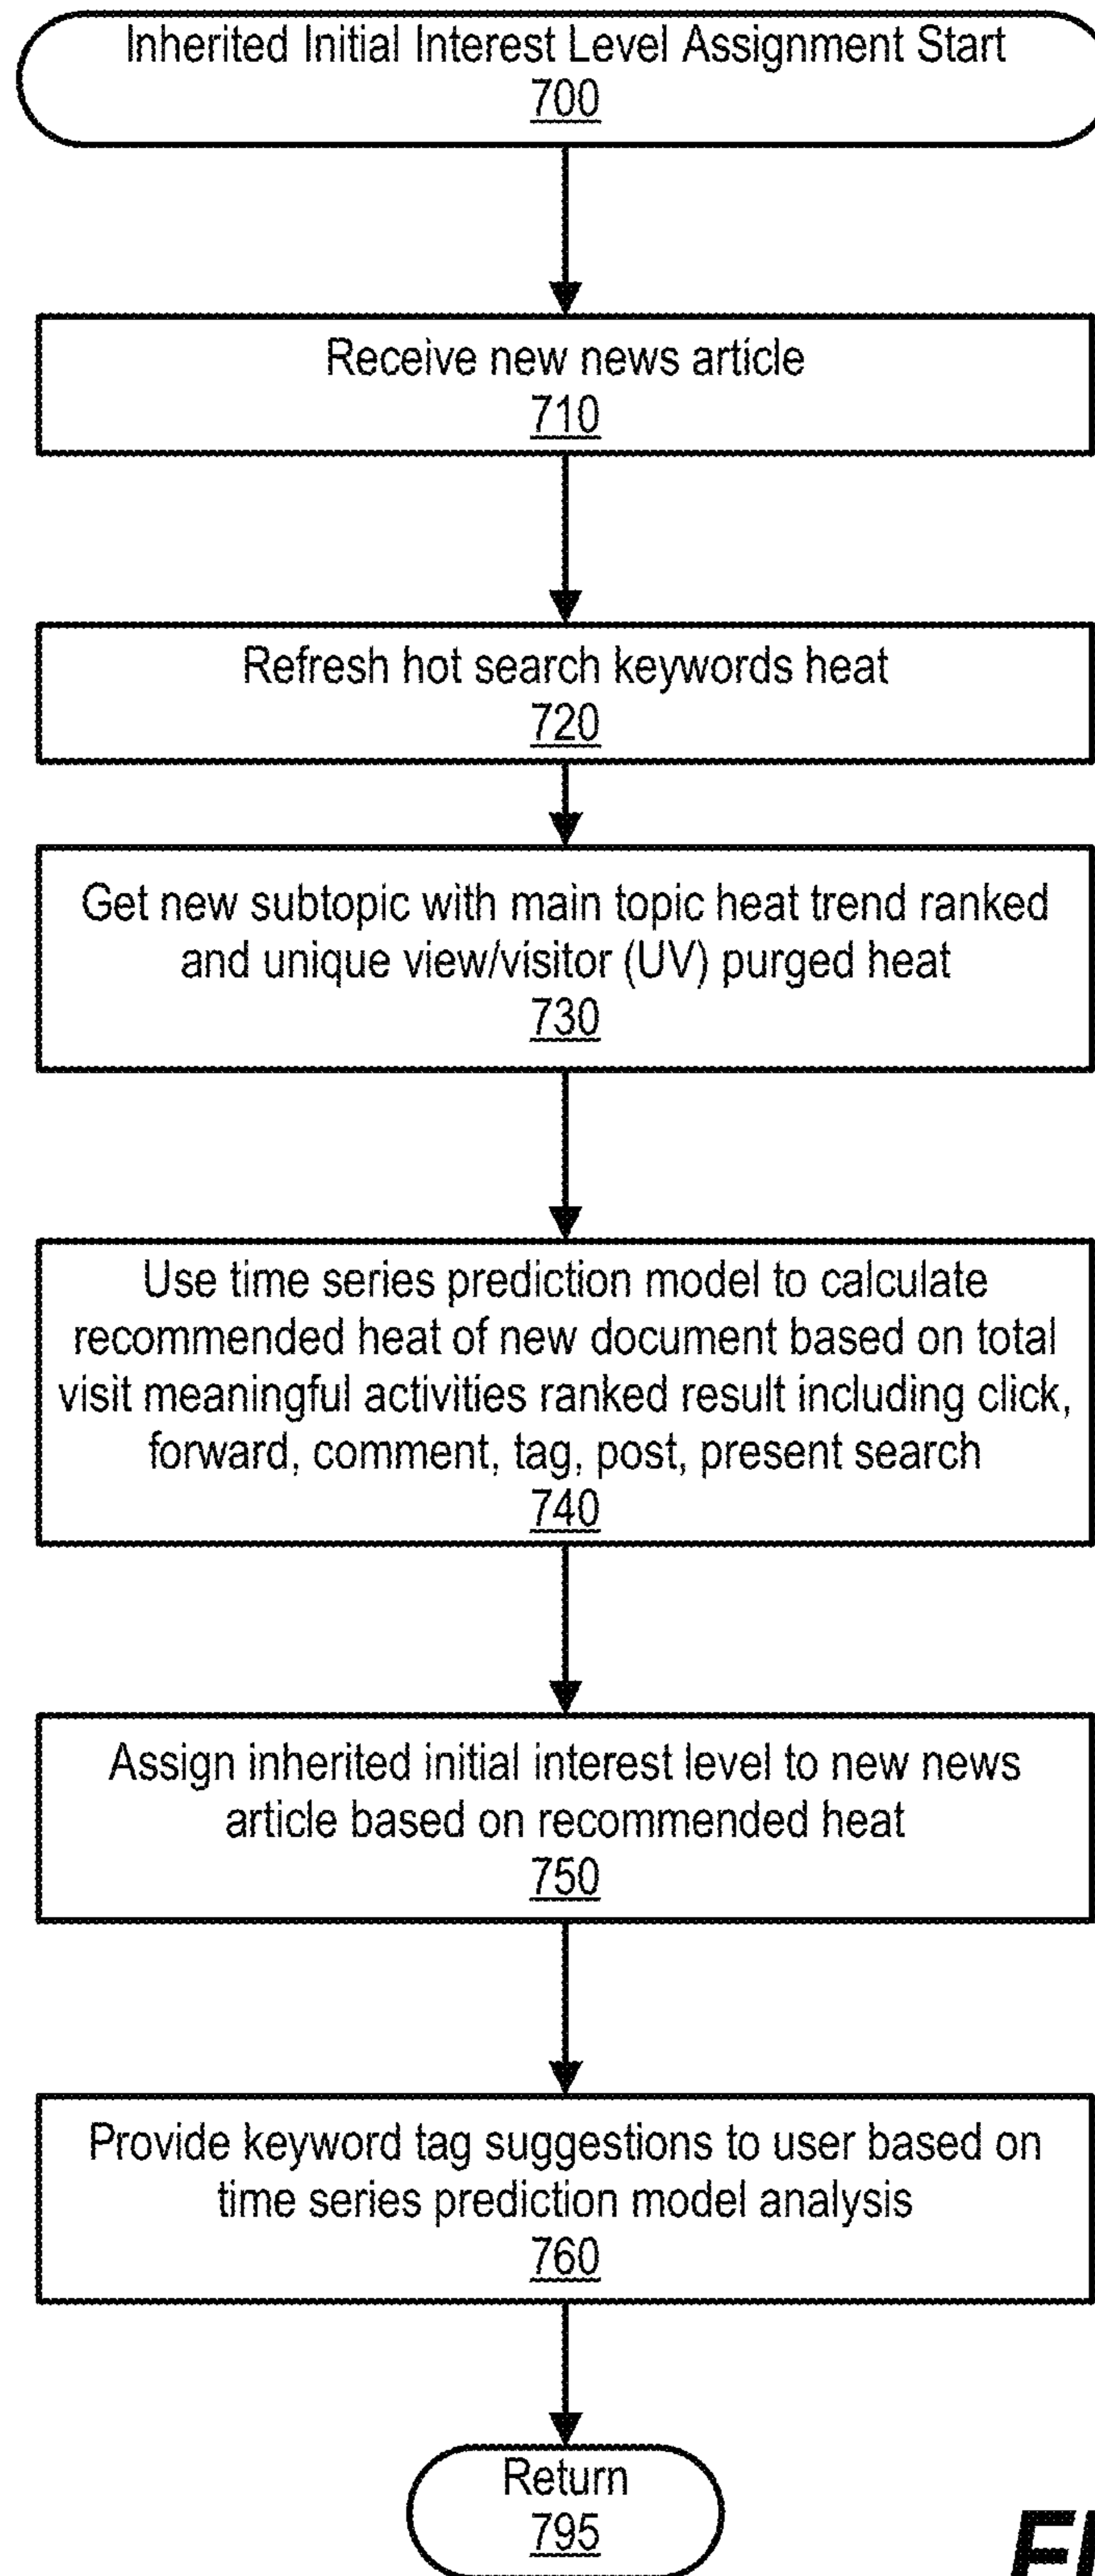 Inherited Initial Interest Level Assignment Start
700
Receive new news article
710
Refresh hot search keywords heat
720
Get new subtopic with main topic heat trend ranked
and unique view/visitor (UV) purged heat
730
Use time series prediction model to calculate
recommended heat of new document based on total
visit meaningful activities ranked result including click,
forward, comment, tag, post, present search
740
Assign inherited initial interest level to new news
article based on recommended heat
750
Provide keyword tag suggestions to user based on
time series prediction model analysis
760
Return
795